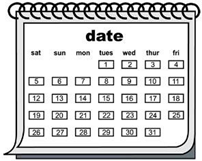 date
sat sun mon tues wed thur fri
1 2 3 4
5 6 7 8 9 10 11
12 13 14 15 16 17 18
19 20 21 22 23 24 25
26 27 28 29 30 31